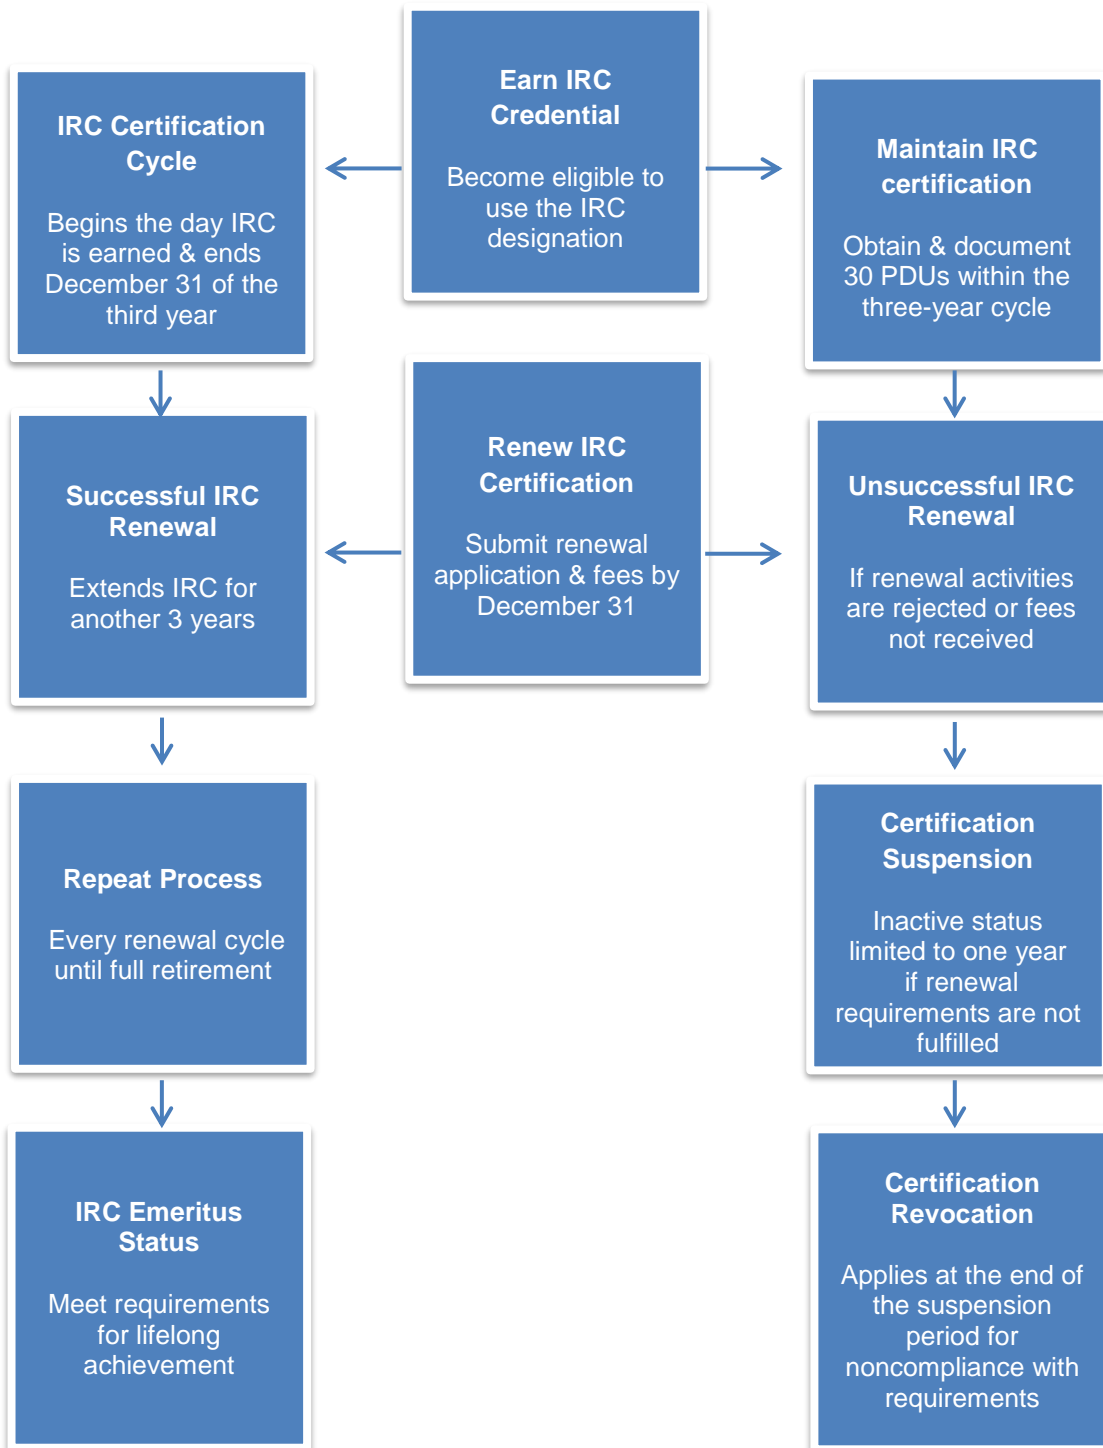 Earn IRC
Credential
Become eligible to
use the IRC
designation
IRC Certification
Cycle
Begins the day IRC
is earned & ends
December 31 of the
third year
Maintain IRC
certification
Obtain & document
30 PDUs within the
three-year cycle
Successful IRC
Renewal
Extends IRC for
another 3 years
Renew IRC
Certification
Submit renewal
application & fees by
December 31
Unsuccessful IRC
Renewal
If renewal activities
are rejected or fees
not received
Repeat Process
Every renewal cycle
until full retirement
Certification
Suspension
Inactive status
limited to one year
if renewal
requirements are not
fulfilled
IRC Emeritus
Status
Meet requirements
for lifelong
achievement
Certification
Revocation
Applies at the end of
the suspension
period for
noncompliance with
requirements